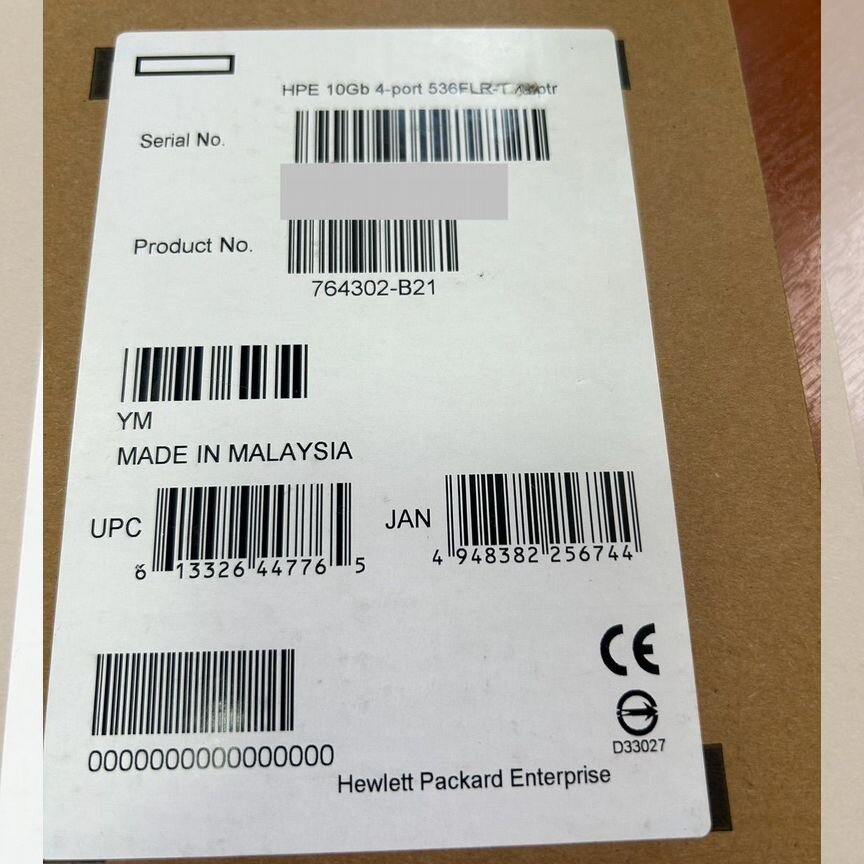 HPE 10Gb 4-port 536FLR-T
Serial No.
Product No.
764302-B21
YM
MADE IN MALAYSIA
UPC
6 13326 44776 5
JAN
4 948382 256744
CE
D33027
0000000000000000
Hewlett Packard Enterprise